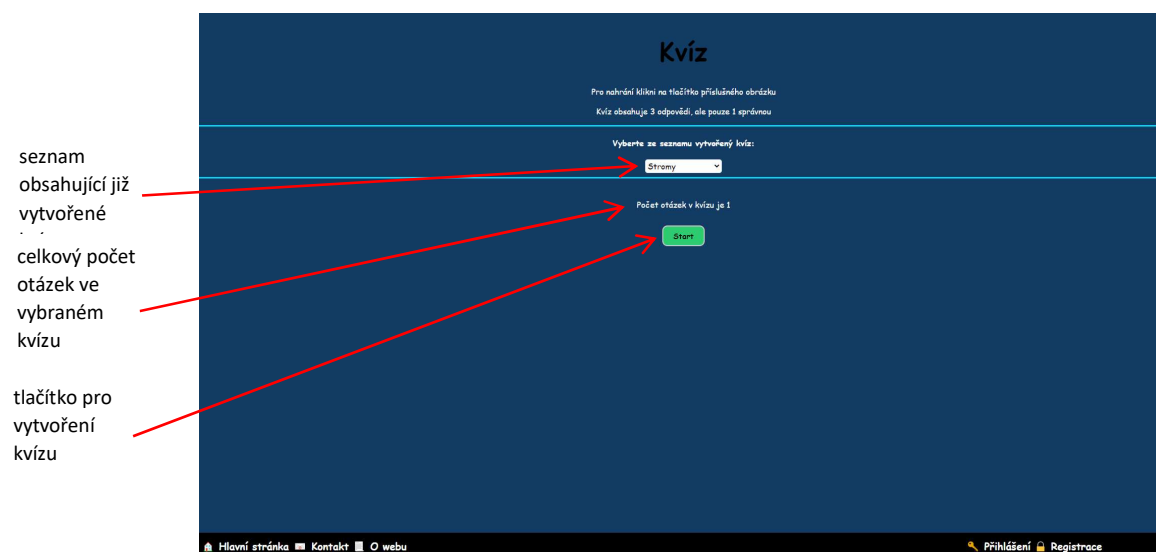 Kvíz
Pro nahrání klikni na tlačítko příslušného obrázku
Kvíz obsahuje 3 odpovědi, ale pouze 1 správnou
Vyberte ze seznamu vytvořený kvíz:
Stromy
Počet otázek v kvízu je 1
Start
seznam
obsahující již
vytvořené
celkový počet
otázek ve
vybraném
kvízu
tlačítko pro
vytvoření
kvízu
Hlavní stránka Kontakt O webu
Přihlášení Registrace